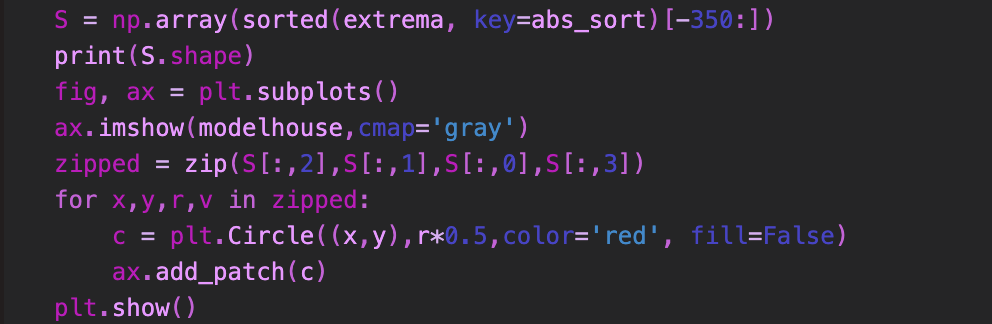 S = np.array(sorted(extrema, key=abs_sort)[-350:])
print(S.shape)
fig, ax = plt.subplots()
ax.imshow(modelhouse,cmap='gray')
zipped = zip(S[:,2],S[:,1],S[:,0],S[:,3])
for x,y,r,v in zipped:
    c = plt.Circle((x,y),r*0.5,color='red', fill=False)
    ax.add_patch(c)
plt.show()